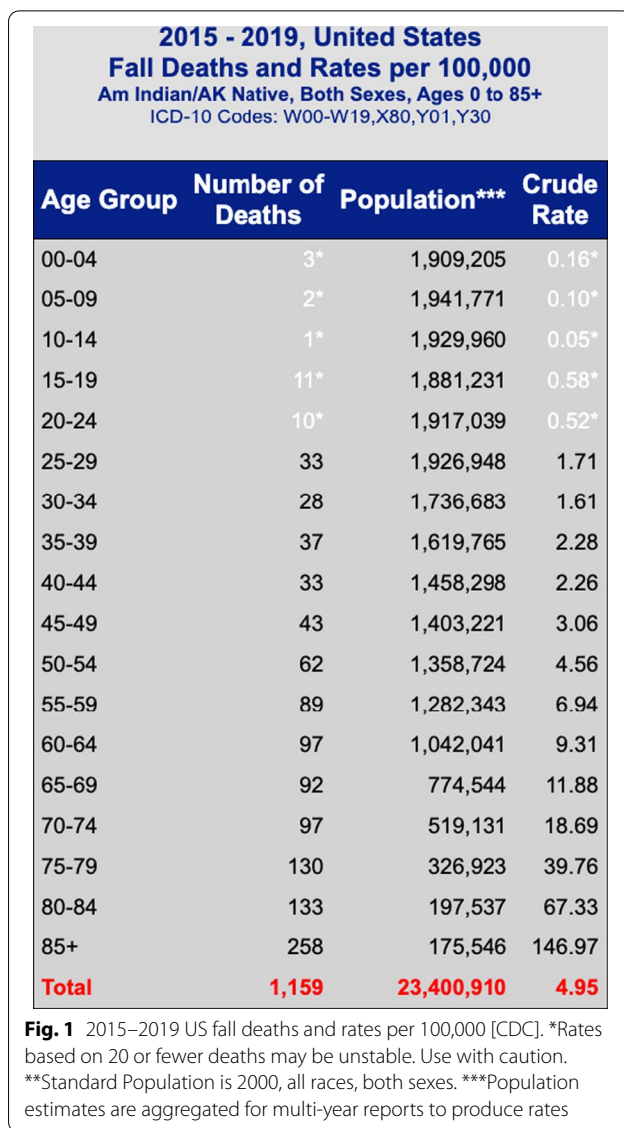 2015 - 2019, United States
Fall Deaths and Rates per 100,000
Am Indian/AK Native, Both Sexes, Ages 0 to 85+
ICD-10 Codes: W00-W19,X80,Y01,Y30
Age Group Number of Deaths Population*** Crude Rate
00-04 3* 1,909,205 0.16*
05-09 2* 1,941,771 0.10*
10-14 1* 1,929,960 0.05*
15-19 11* 1,881,231 0.58*
20-24 10* 1,917,039 0.52*
25-29 33 1,926,948 1.71
30-34 28 1,736,683 1.61
35-39 37 1,619,765 2.28
40-44 33 1,458,298 2.26
45-49 43 1,403,221 3.06
50-54 62 1,358,724 4.56
55-59 89 1,282,343 6.94
60-64 97 1,042,041 9.31
65-69 92 774,544 11.88
70-74 97 519,131 18.69
75-79 130 326,923 39.76
80-84 133 197,537 67.33
85+ 258 175,546 146.97
Total 1,159 23,400,910 4.95
Fig. 1 2015–2019 US fall deaths and rates per 100,000 [CDC]. *Rates
based on 20 or fewer deaths may be unstable. Use with caution.
**Standard Population is 2000, all races, both sexes. ***Population
estimates are aggregated for multi-year reports to produce rates